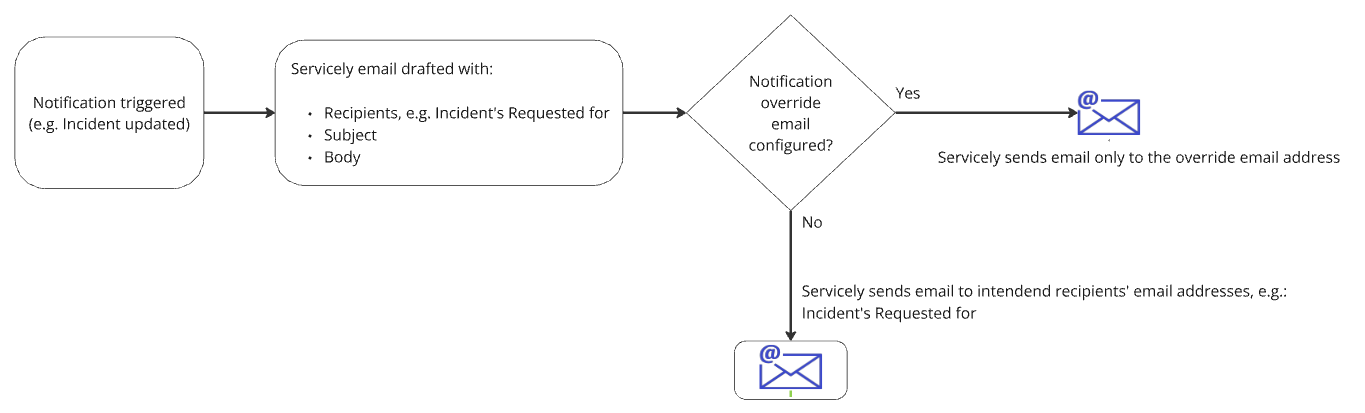 Notification triggered
(e.g. Incident updated)
Servicely email drafted with:
• Recipients, e.g. Incident's Requested for
• Subject
• Body
Notification
override
email
configured?
Yes
@
Servicely sends email only to the override email address
No
Servicely sends email to intendend recipients' email addresses, e.g.:
Incident's Requested for
@